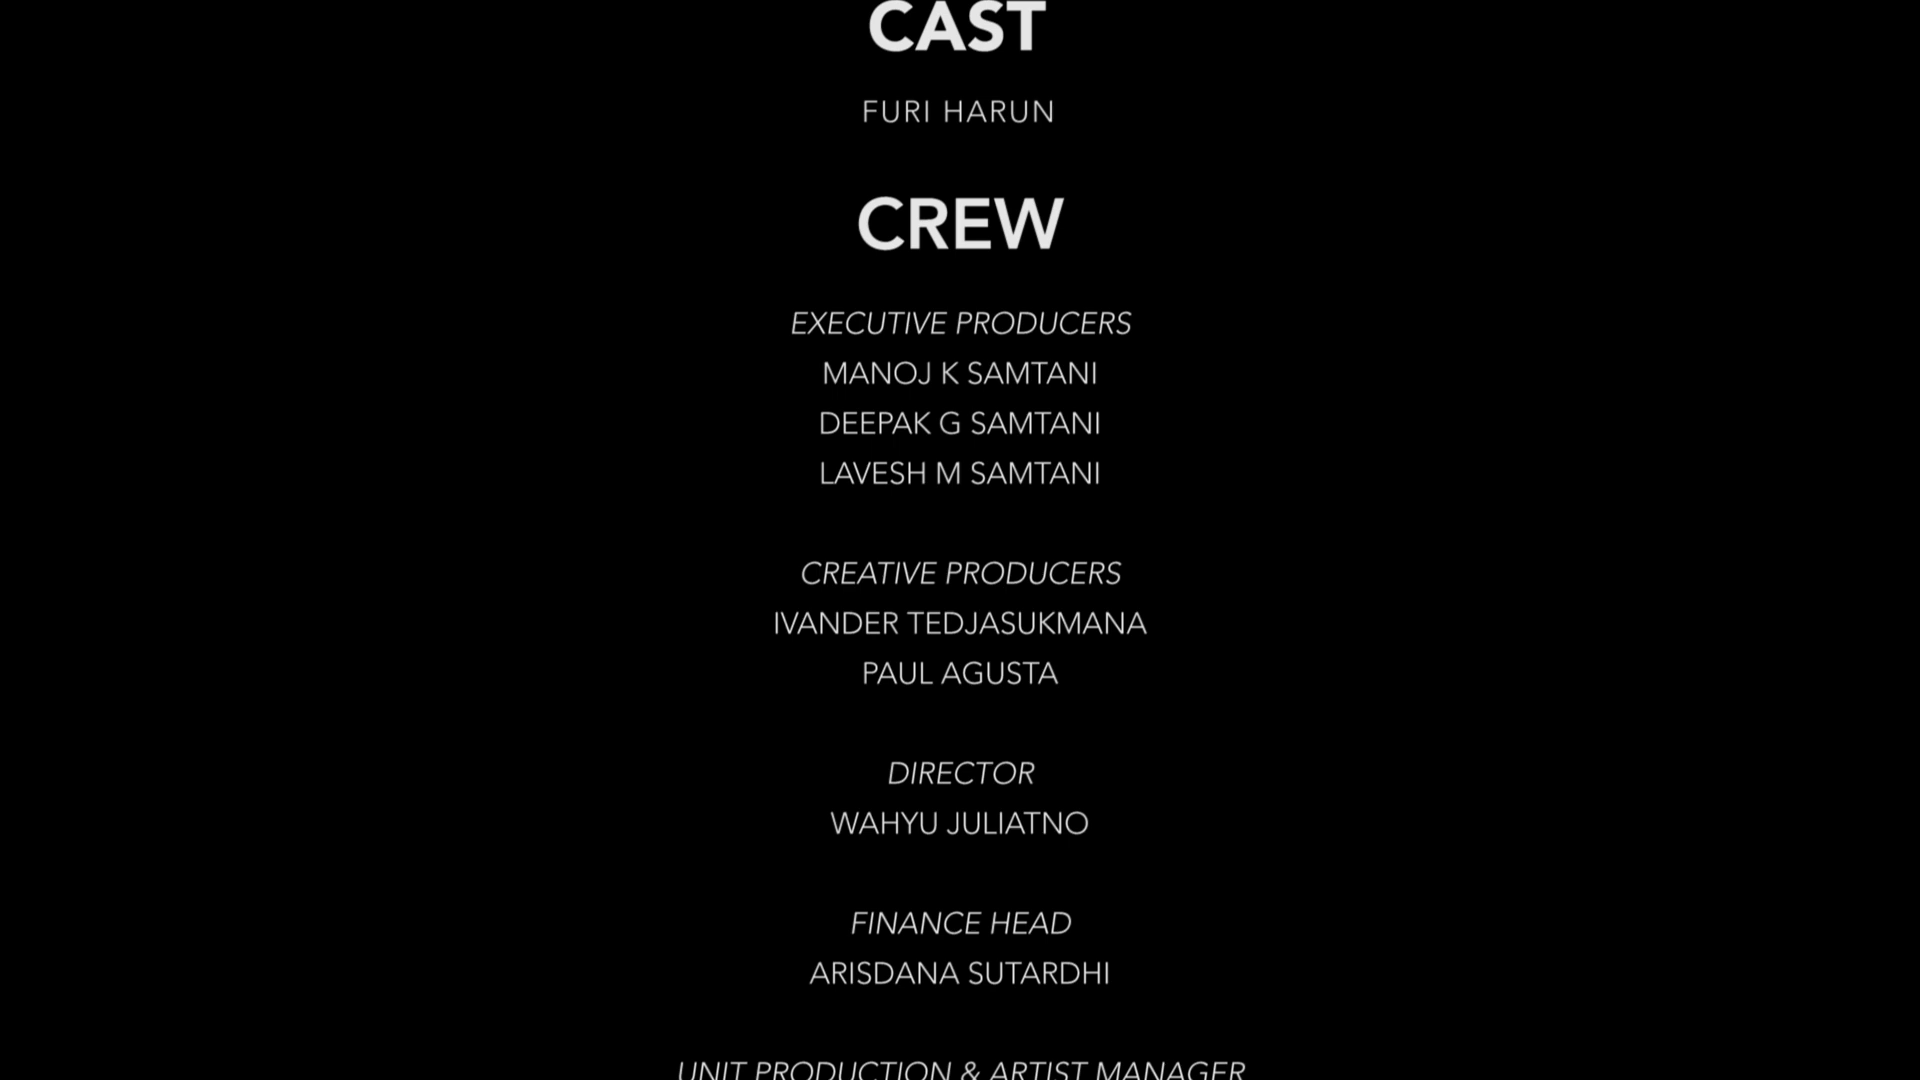 CAST
FURI HARUN
CREW
EXECUTIVE PRODUCERS
MANOJ K SAMTANI
DEEPAK G SAMTANI
LAVESH M SAMTANI
CREATIVE PRODUCERS
IVANDER TEDJASUKMANA
PAUL AGUSTA
DIRECTOR
WAHYU JULIATNO
FINANCE HEAD
ARISDANA SUTARDHI
UNIT PRODUCTION & ARTIST MANAGER